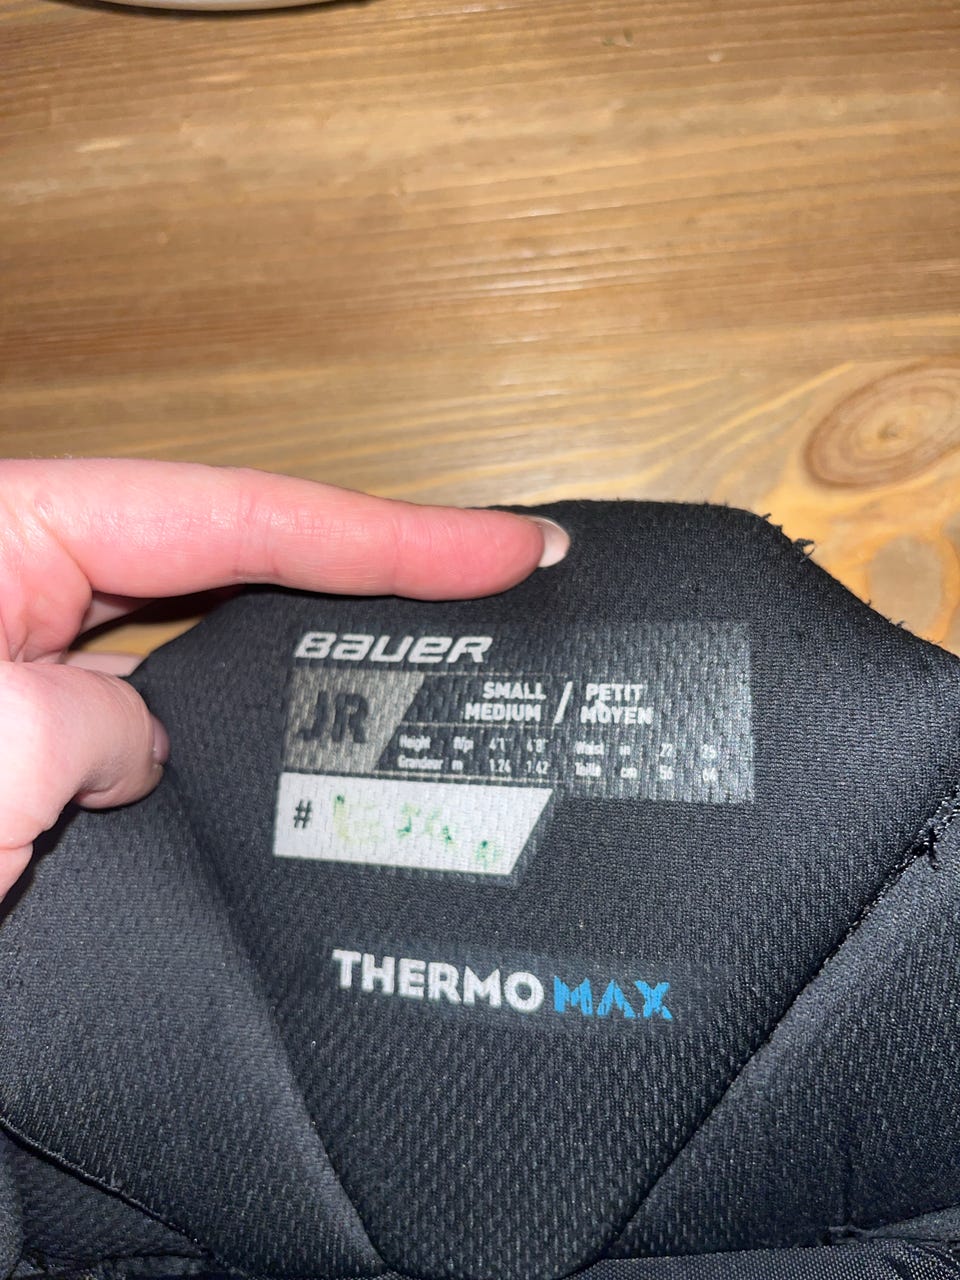 BAUER
JR
SMALL / PETIT
MEDIUM MOYEN
Height ft/pi 4'1" 4'8" Waist in 22 25
Grandeur m 1.24 1.42 Taille cm 56 64
#
THERMO MAX